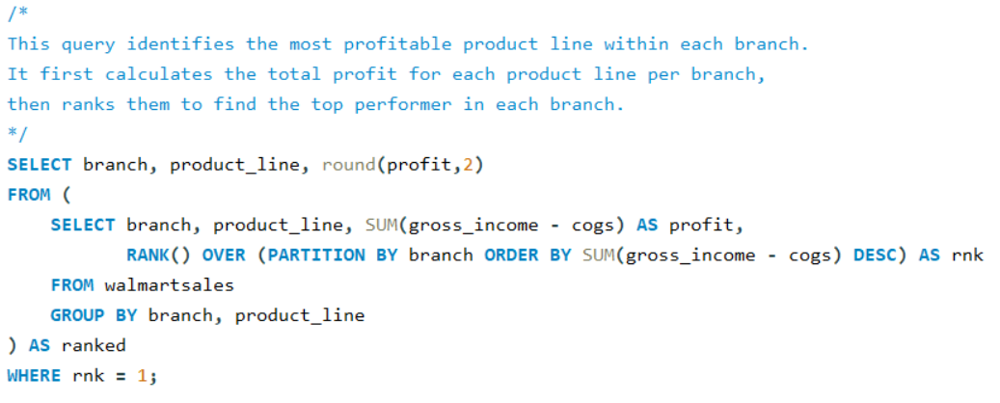 /*
This query identifies the most profitable product line within each branch.
It first calculates the total profit for each product line per branch,
then ranks them to find the top performer in each branch.
*/
SELECT branch, product_line, round(profit,2)
FROM (
    SELECT branch, product_line, SUM(gross_income - cogs) AS profit,
           RANK() OVER (PARTITION BY branch ORDER BY SUM(gross_income - cogs) DESC) AS rnk
    FROM walmartsales
    GROUP BY branch, product_line
) AS ranked
WHERE rnk = 1;